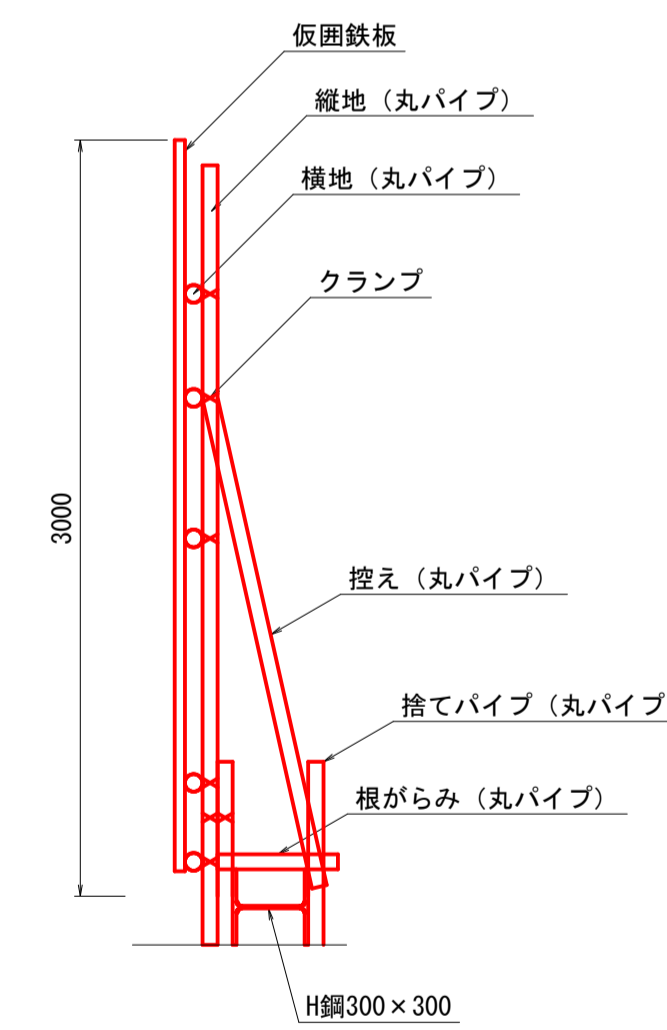 仮囲鉄板
縦地（丸パイプ）
横地（丸パイプ）
クランプ
3000
控え（丸パイプ）
捨てパイプ（丸パイプ
根がらみ（丸パイプ）
H鋼300×300